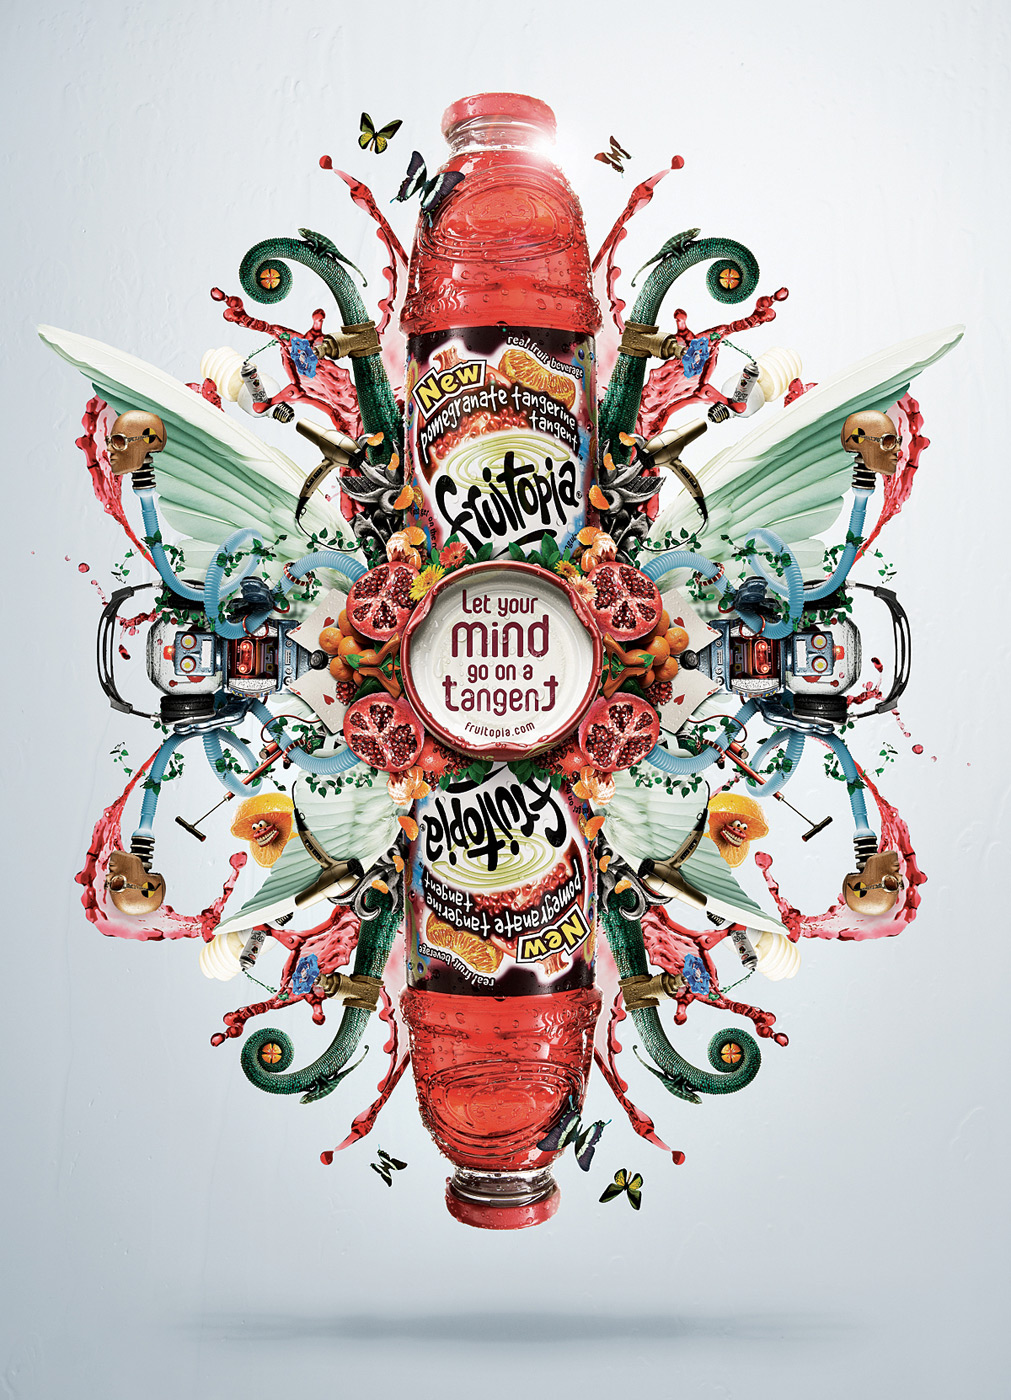 real fruit beverage
New
pomegranate tangerine
tangent
fruitopia®
Let your
mind
go on a
tangent
fruitopia.com
fruitopia®
pomegranate tangerine
tangent
New
real fruit beverage